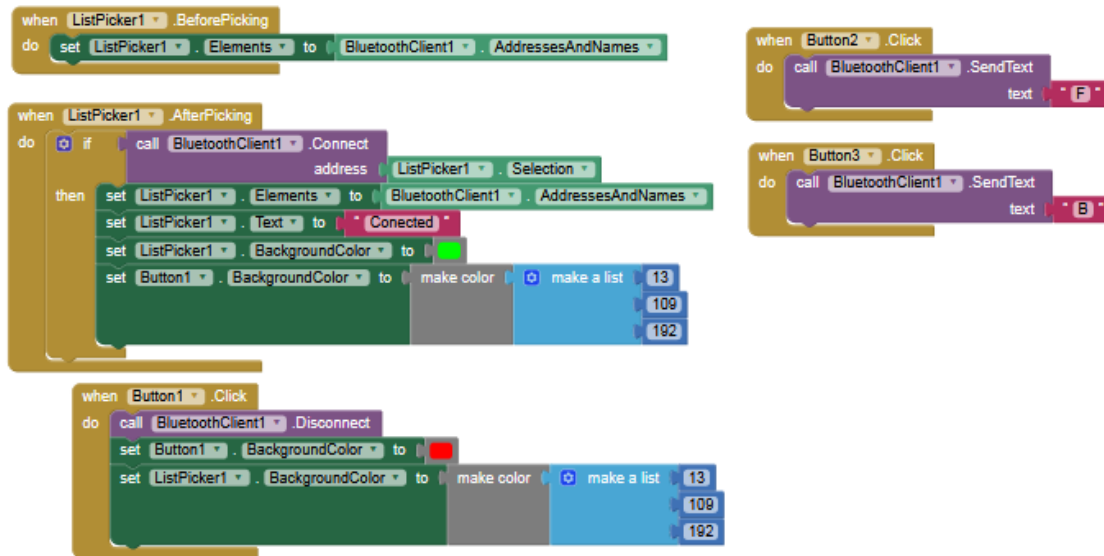 when ListPicker1 .BeforePicking
do set ListPicker1 . Elements to BluetoothClient1 . AddressesAndNames
when ListPicker1 .AfterPicking
do if call BluetoothClient1 .Connect
address ListPicker1 . Selection
then set ListPicker1 . Elements to BluetoothClient1 . AddressesAndNames
set ListPicker1 . Text to " Conected "
set ListPicker1 . BackgroundColor to
set Button1 . BackgroundColor to make color make a list 13
109
192
when Button1 .Click
do call BluetoothClient1 .Disconnect
set Button1 . BackgroundColor to
set ListPicker1 . BackgroundColor to make color make a list 13
109
192
when Button2 .Click
do call BluetoothClient1 .SendText
text " F "
when Button3 .Click
do call BluetoothClient1 .SendText
text " B "